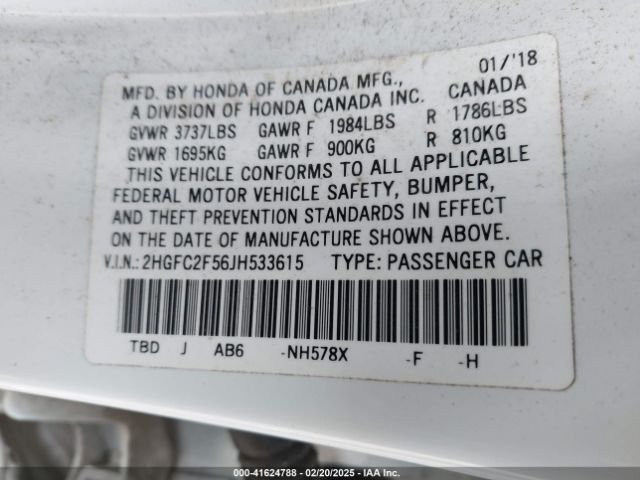 01/'18
MFD. BY HONDA OF CANADA MFG.,
A DIVISION OF HONDA CANADA INC. CANADA
GVWR 3737LBS GAWR F 1984LBS R 1786LBS
GVWR 1695KG GAWR F 900KG R 810KG
THIS VEHICLE CONFORMS TO ALL APPLICABLE
FEDERAL MOTOR VEHICLE SAFETY, BUMPER,
AND THEFT PREVENTION STANDARDS IN EFFECT
ON THE DATE OF MANUFACTURE SHOWN ABOVE.
V.I.N.: 2HGFC2F56JH533615 TYPE: PASSENGER CAR
TBD J AB6 -NH578X -F -H
000-41624788 - 02/20/2025 - IAA Inc.